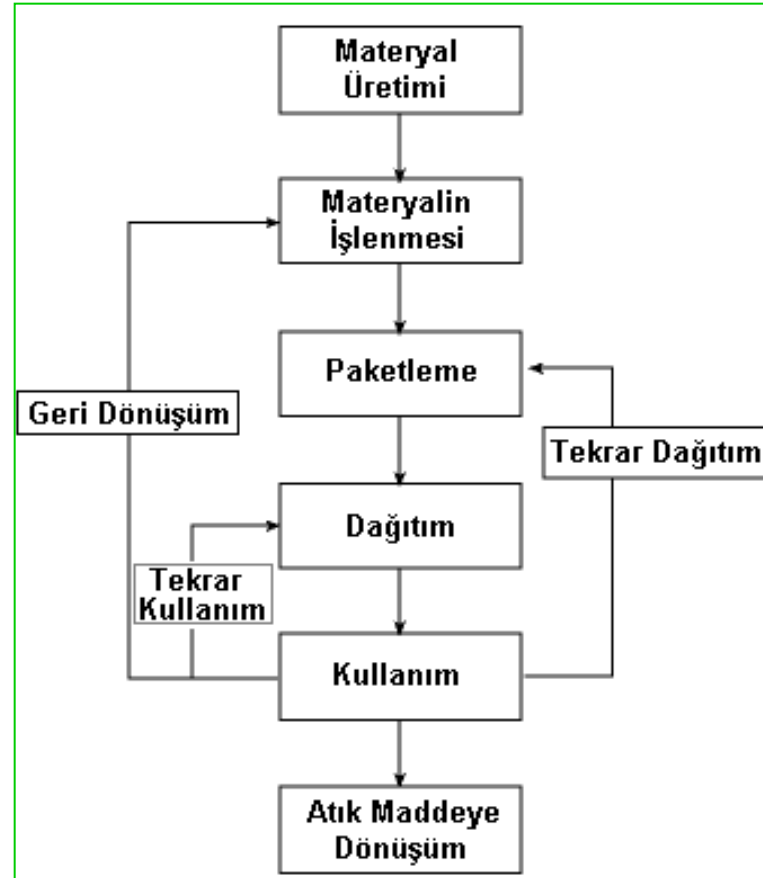 Materyal
Üretimi
Materyalin
İşlenmesi
Paketleme
Geri Dönüşüm
Tekrar Dağıtım
Dağıtım
Tekrar
Kullanım
Kullanım
Atık Maddeye
Dönüşüm